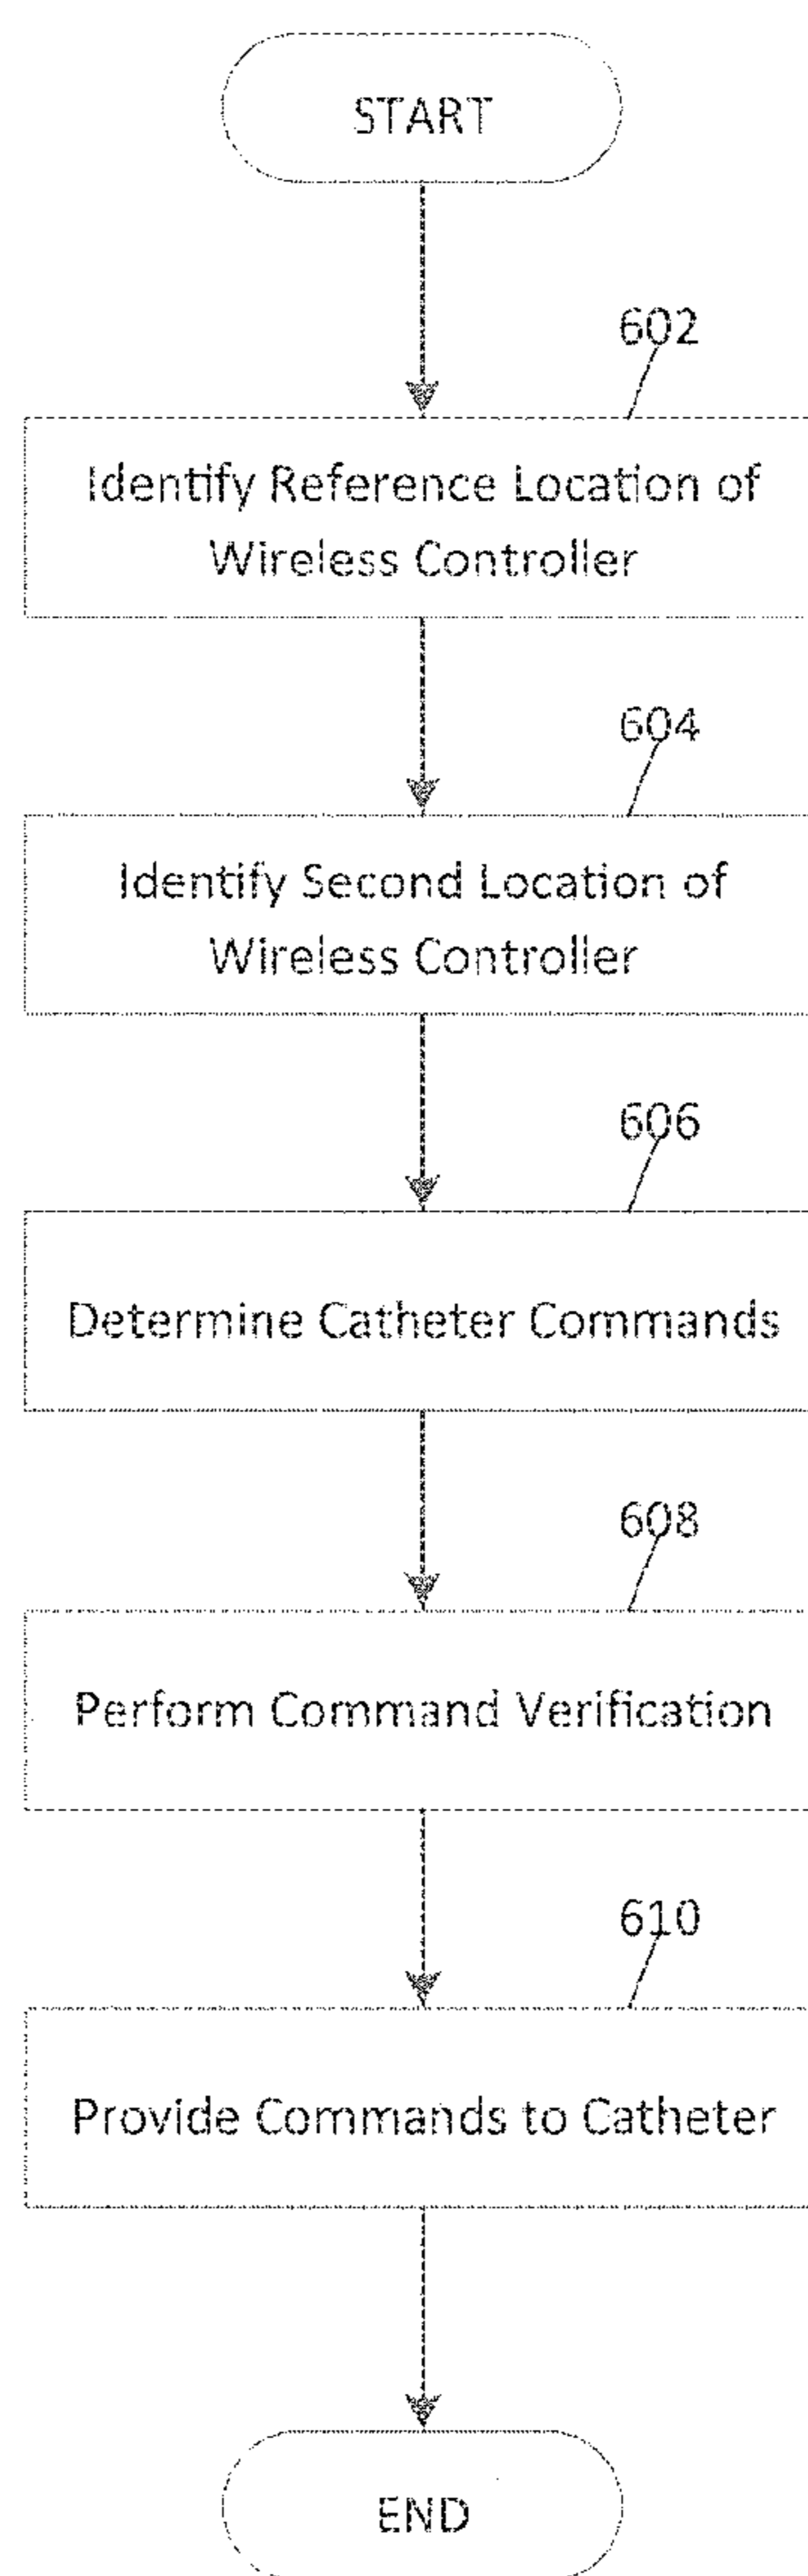 START
602
Identify Reference Location of
Wireless Controller
604
Identify Second Location of
Wireless Controller
606
Determine Catheter Commands
608
Perform Command Verification
610
Provide Commands to Catheter
END